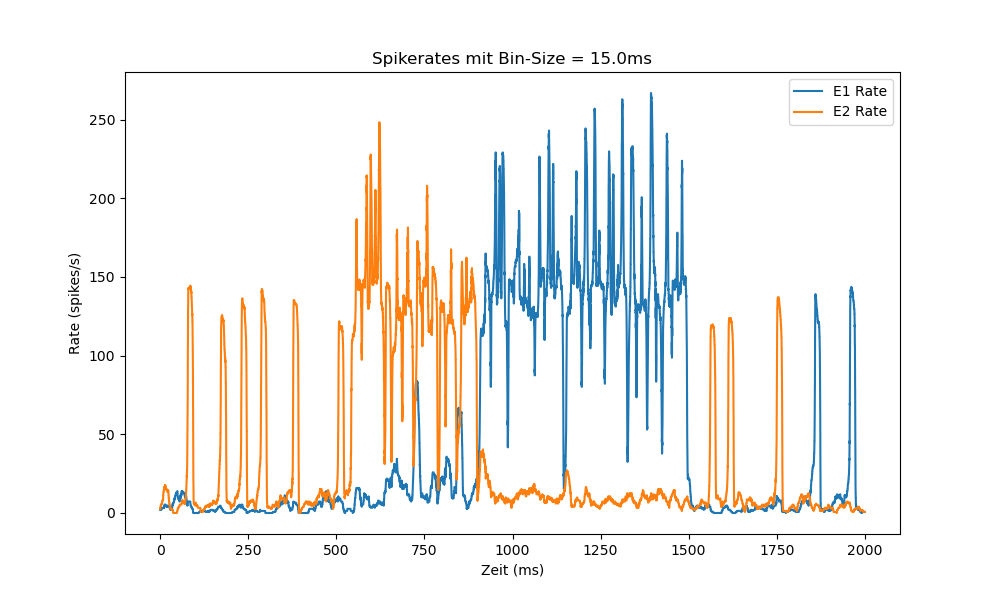 Spikerates mit Bin-Size = 15.0ms
E1 Rate
E2 Rate
Rate (spikes/s)
250
200
150
100
50
0
0 250 500 750 1000 1250 1500 1750 2000
Zeit (ms)